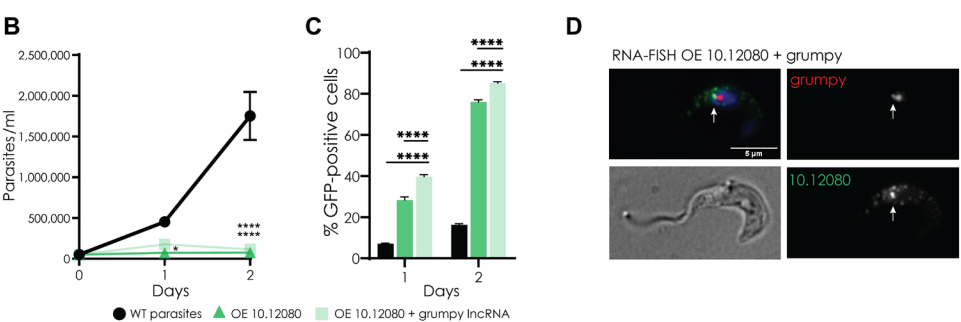 B
Parasites/ml
2,500,000
2,000,000
1,500,000
1,000,000
500,000
0
0
1
2
Days
*
****
****
C
% GFP-positive cells
100
80
60
40
20
0
1
2
Days
****
****
****
****
WT parasites
OE 10.12080
OE 10.12080 + grumpy lncRNA
D
RNA-FISH OE 10.12080 + grumpy
5 μm
grumpy
10.12080